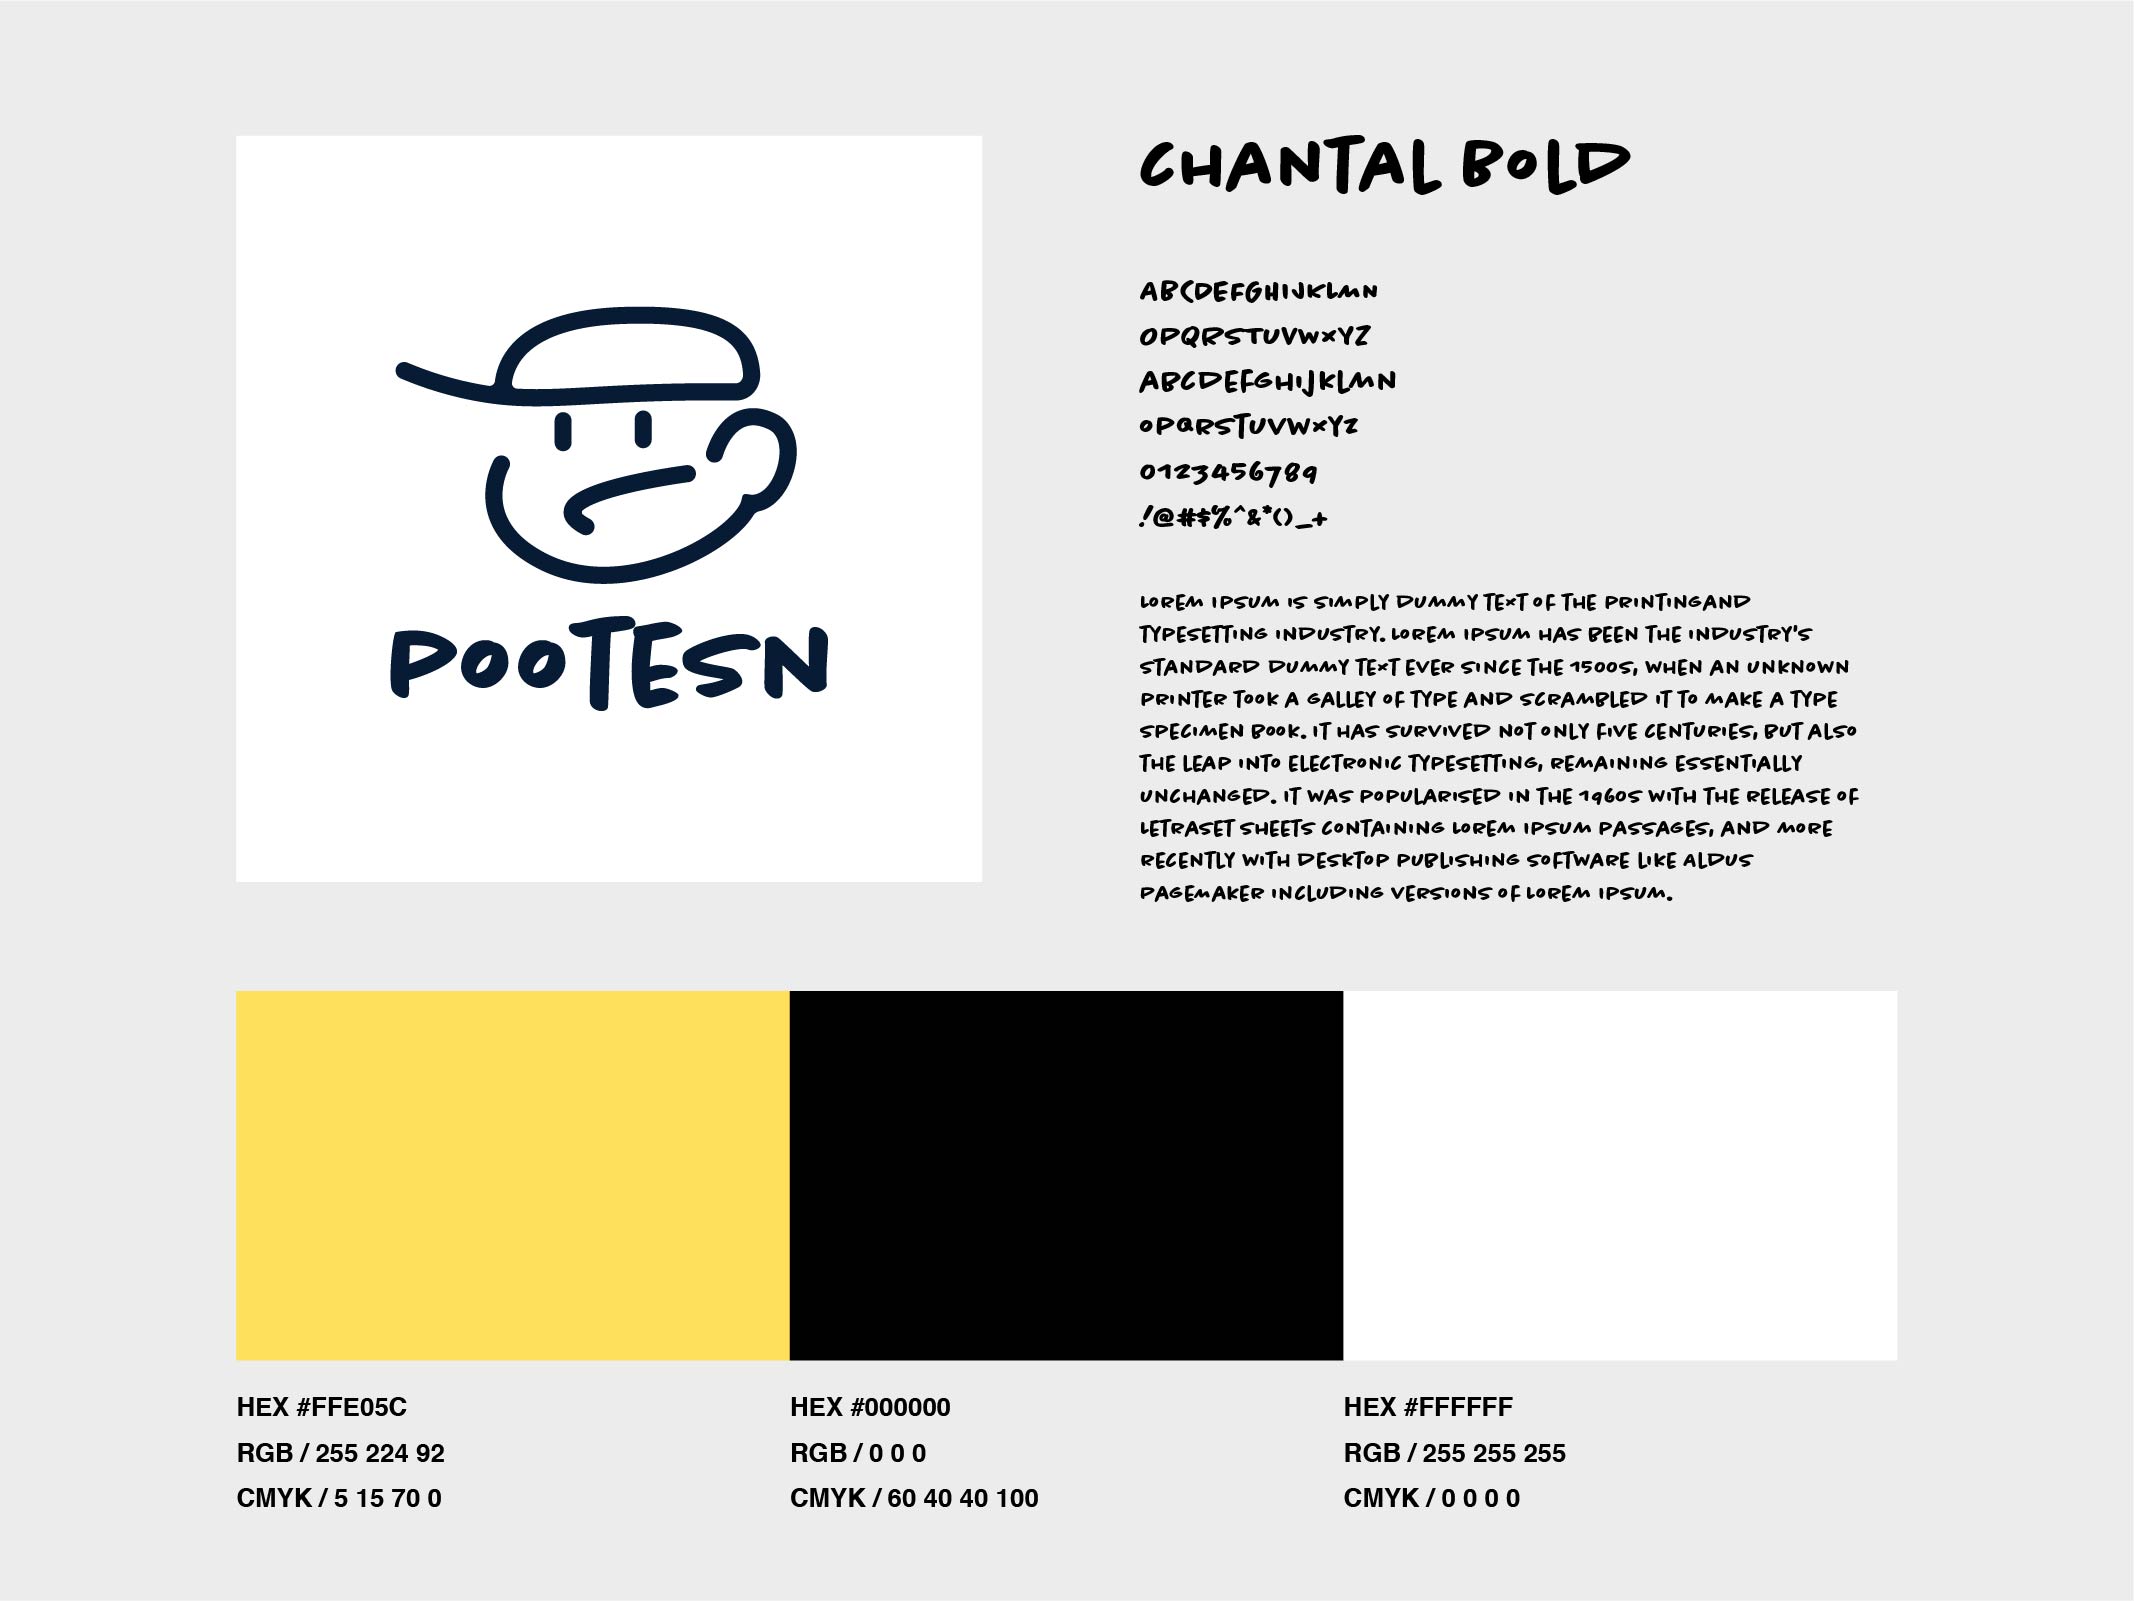 POOTESN
CHANTAL BOLD
ABCDEFGHIJKLMN
OPQRSTUVWXYZ
ABCDEFGHIJKLMN
OPQRSTUVWXYZ
0123456789
!@#$%^&*()_+
LOREM IPSUM IS SIMPLY DUMMY TEXT OF THE PRINTINGAND
TYPESETTING INDUSTRY. LOREM IPSUM HAS BEEN THE INDUSTRY'S
STANDARD DUMMY TEXT EVER SINCE THE 1500S, WHEN AN UNKNOWN
PRINTER TOOK A GALLEY OF TYPE AND SCRAMBLED IT TO MAKE A TYPE
SPECIMEN BOOK. IT HAS SURVIVED NOT ONLY FIVE CENTURIES, BUT ALSO
THE LEAP INTO ELECTRONIC TYPESETTING, REMAINING ESSENTIALLY
UNCHANGED. IT WAS POPULARISED IN THE 1960S WITH THE RELEASE OF
LETRASET SHEETS CONTAINING LOREM IPSUM PASSAGES, AND MORE
RECENTLY WITH DESKTOP PUBLISHING SOFTWARE LIKE ALDUS
PAGEMAKER INCLUDING VERSIONS OF LOREM IPSUM.
HEX #FFE05C
RGB / 255 224 92
CMYK / 5 15 70 0
HEX #000000
RGB / 0 0 0
CMYK / 60 40 40 100
HEX #FFFFFF
RGB / 255 255 255
CMYK / 0 0 0 0